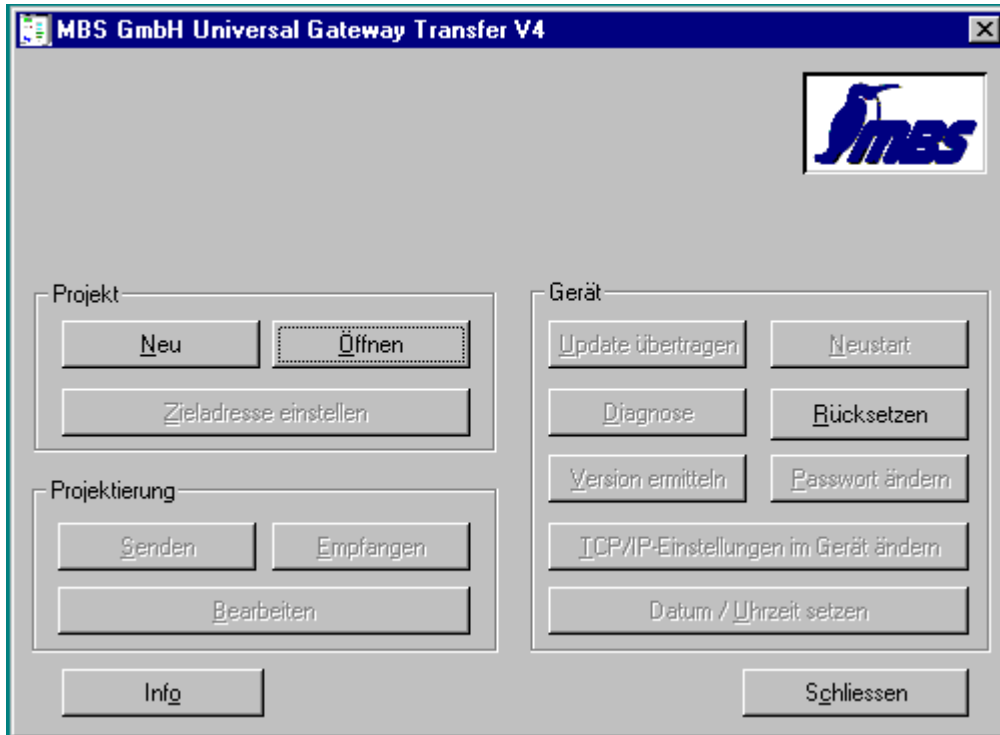 MBS GmbH Universal Gateway Transfer V4
MBS
Projekt
Neu
Öffnen
Zieladresse einstellen
Projektierung
Senden
Empfangen
Bearbeiten
Gerät
Update übertragen
Neustart
Diagnose
Rücksetzen
Version ermitteln
Passwort ändern
TCP/IP-Einstellungen im Gerät ändern
Datum / Uhrzeit setzen
Info
Schliessen